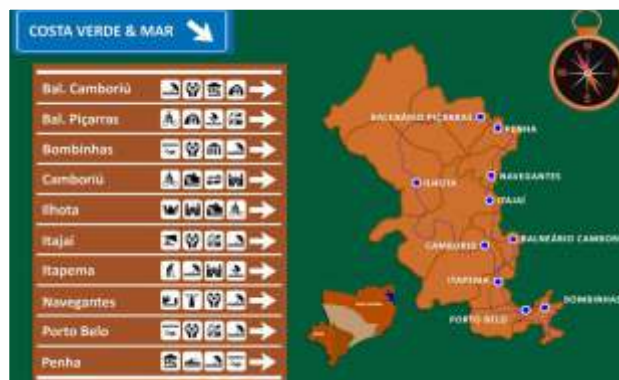 COSTA VERDE & MAR
Bal. Camboriú
Bal. Piçarras
Bombinhas
Camboriú
Ilhota
Itajaí
Itapema
Navegantes
Porto Belo
Penha
BALNEÁRIO PIÇARRAS
PENHA
ILHOTA
NAVEGANTES
ITAJAÍ
BALNEÁRIO CAMBORI
CAMBORIÚ
ITAPEMA
BOMBINHAS
PORTO BELO